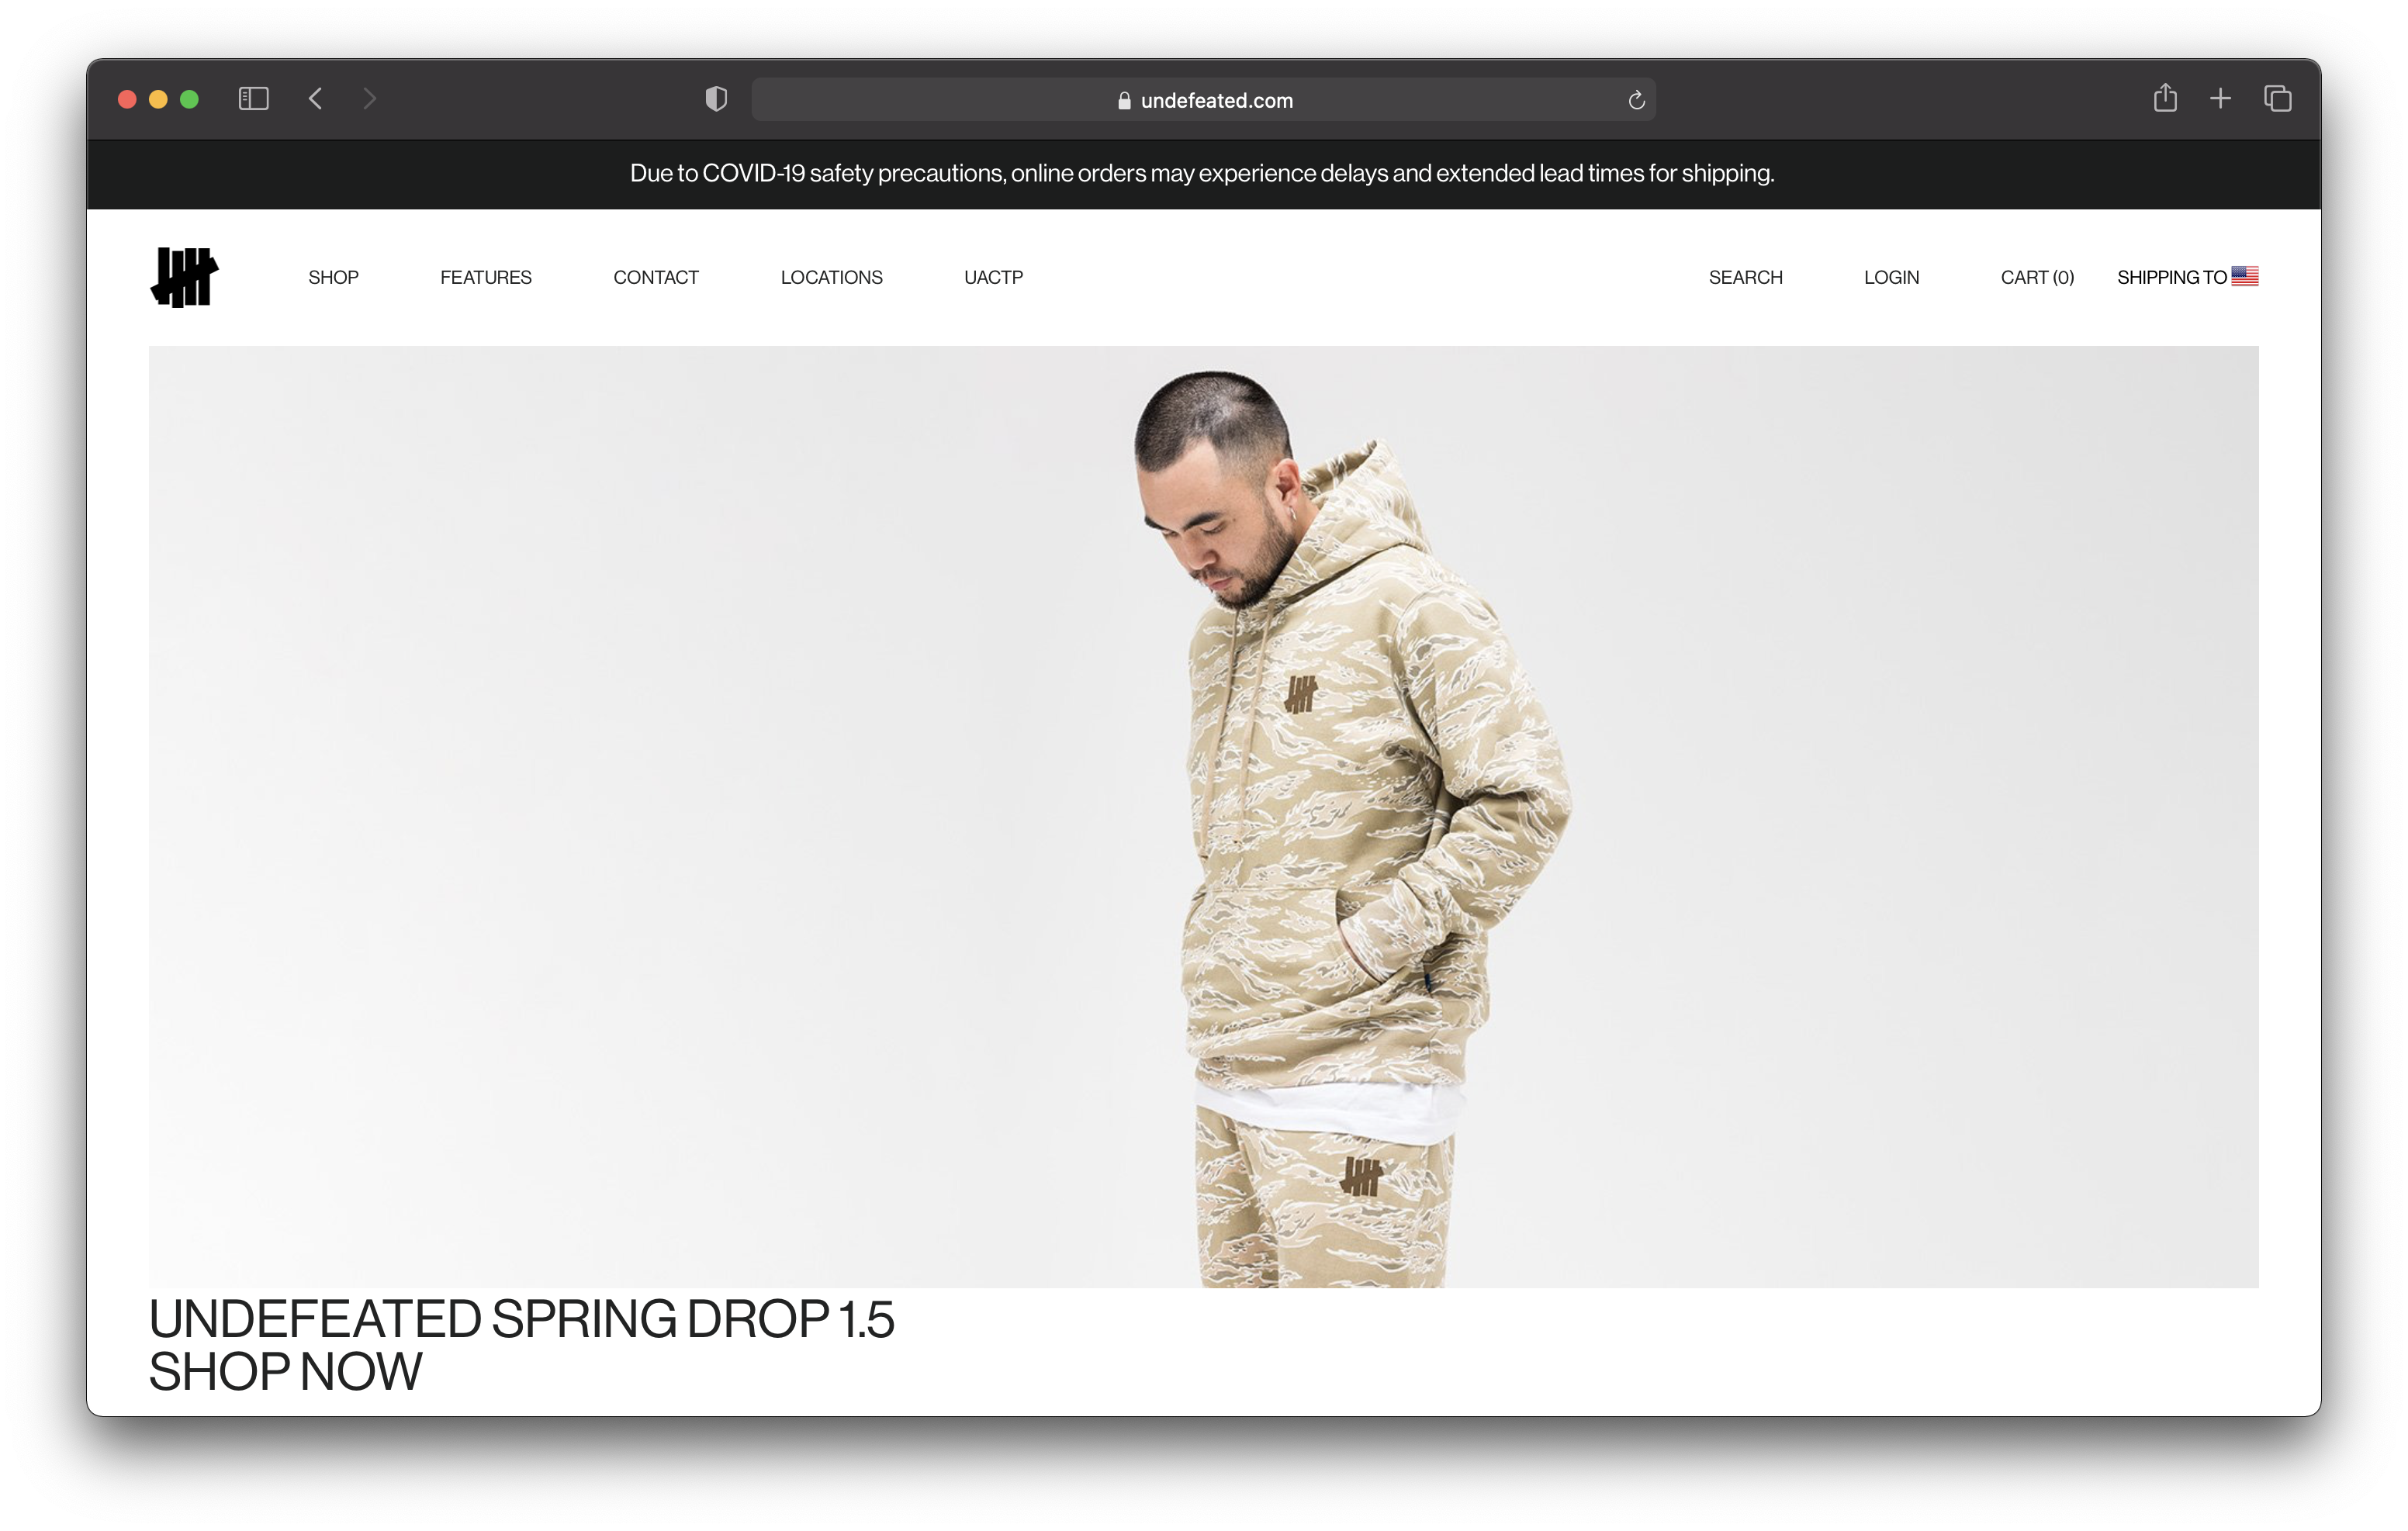 undefeated.com
Due to COVID-19 safety precautions, online orders may experience delays and extended lead times for shipping.
SHOP FEATURES CONTACT LOCATIONS UACTP SEARCH LOGIN CART (0) SHIPPING TO
UNDEFEATED SPRING DROP 1.5
SHOP NOW